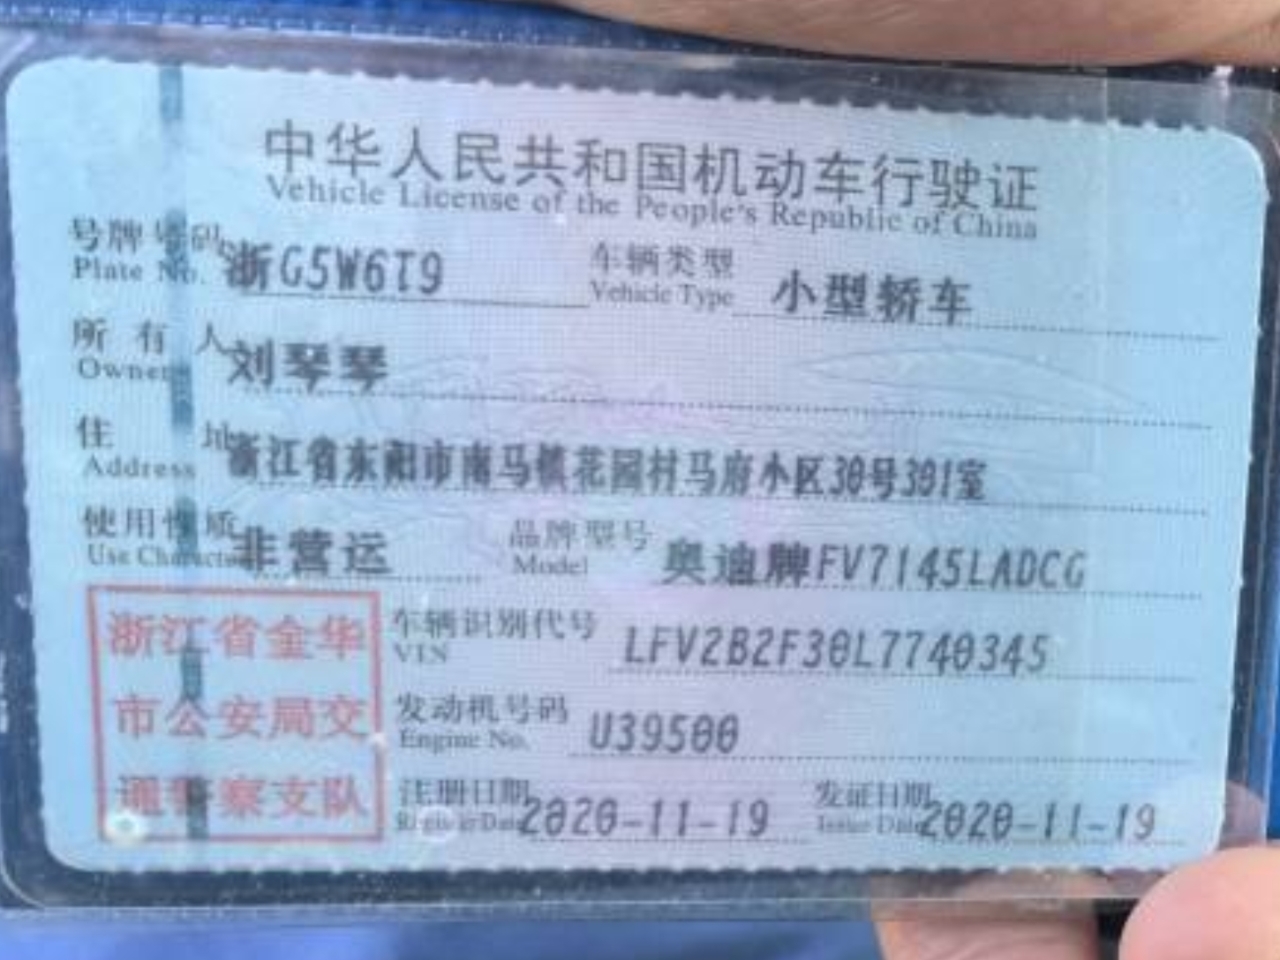 中华人民共和国机动车行驶证
Vehicle License of the People's Republic of China
号牌号码 浙G5W6T9 车辆类型 小型轿车
Plate No. Vehicle Type
所有人 刘琴琴
Owner
住址 浙江省东阳市南马镇花园村马府小区30号301室
Address
使用性质 非营运 品牌型号 奥迪牌FV7145LADCG
Use Character Model
浙江省金华
市公安局交
通警察支队
车辆识别代号 LFV2B2F30L7740345
VIN
发动机号码 U39500
Engine No.
注册日期 2020-11-19 发证日期 2020-11-19
Register Date Issue Date